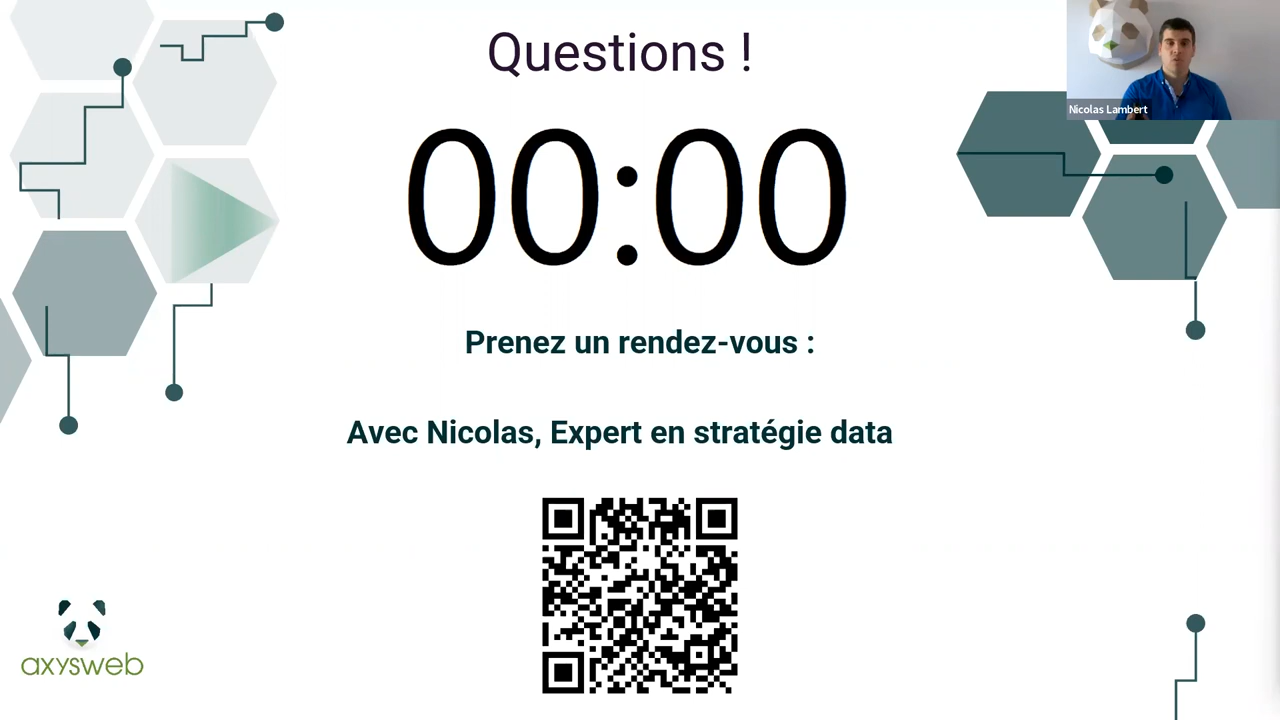 Questions !
Nicolas Lambert
00:00
Prenez un rendez-vous :
Avec Nicolas, Expert en stratégie data
axysweb